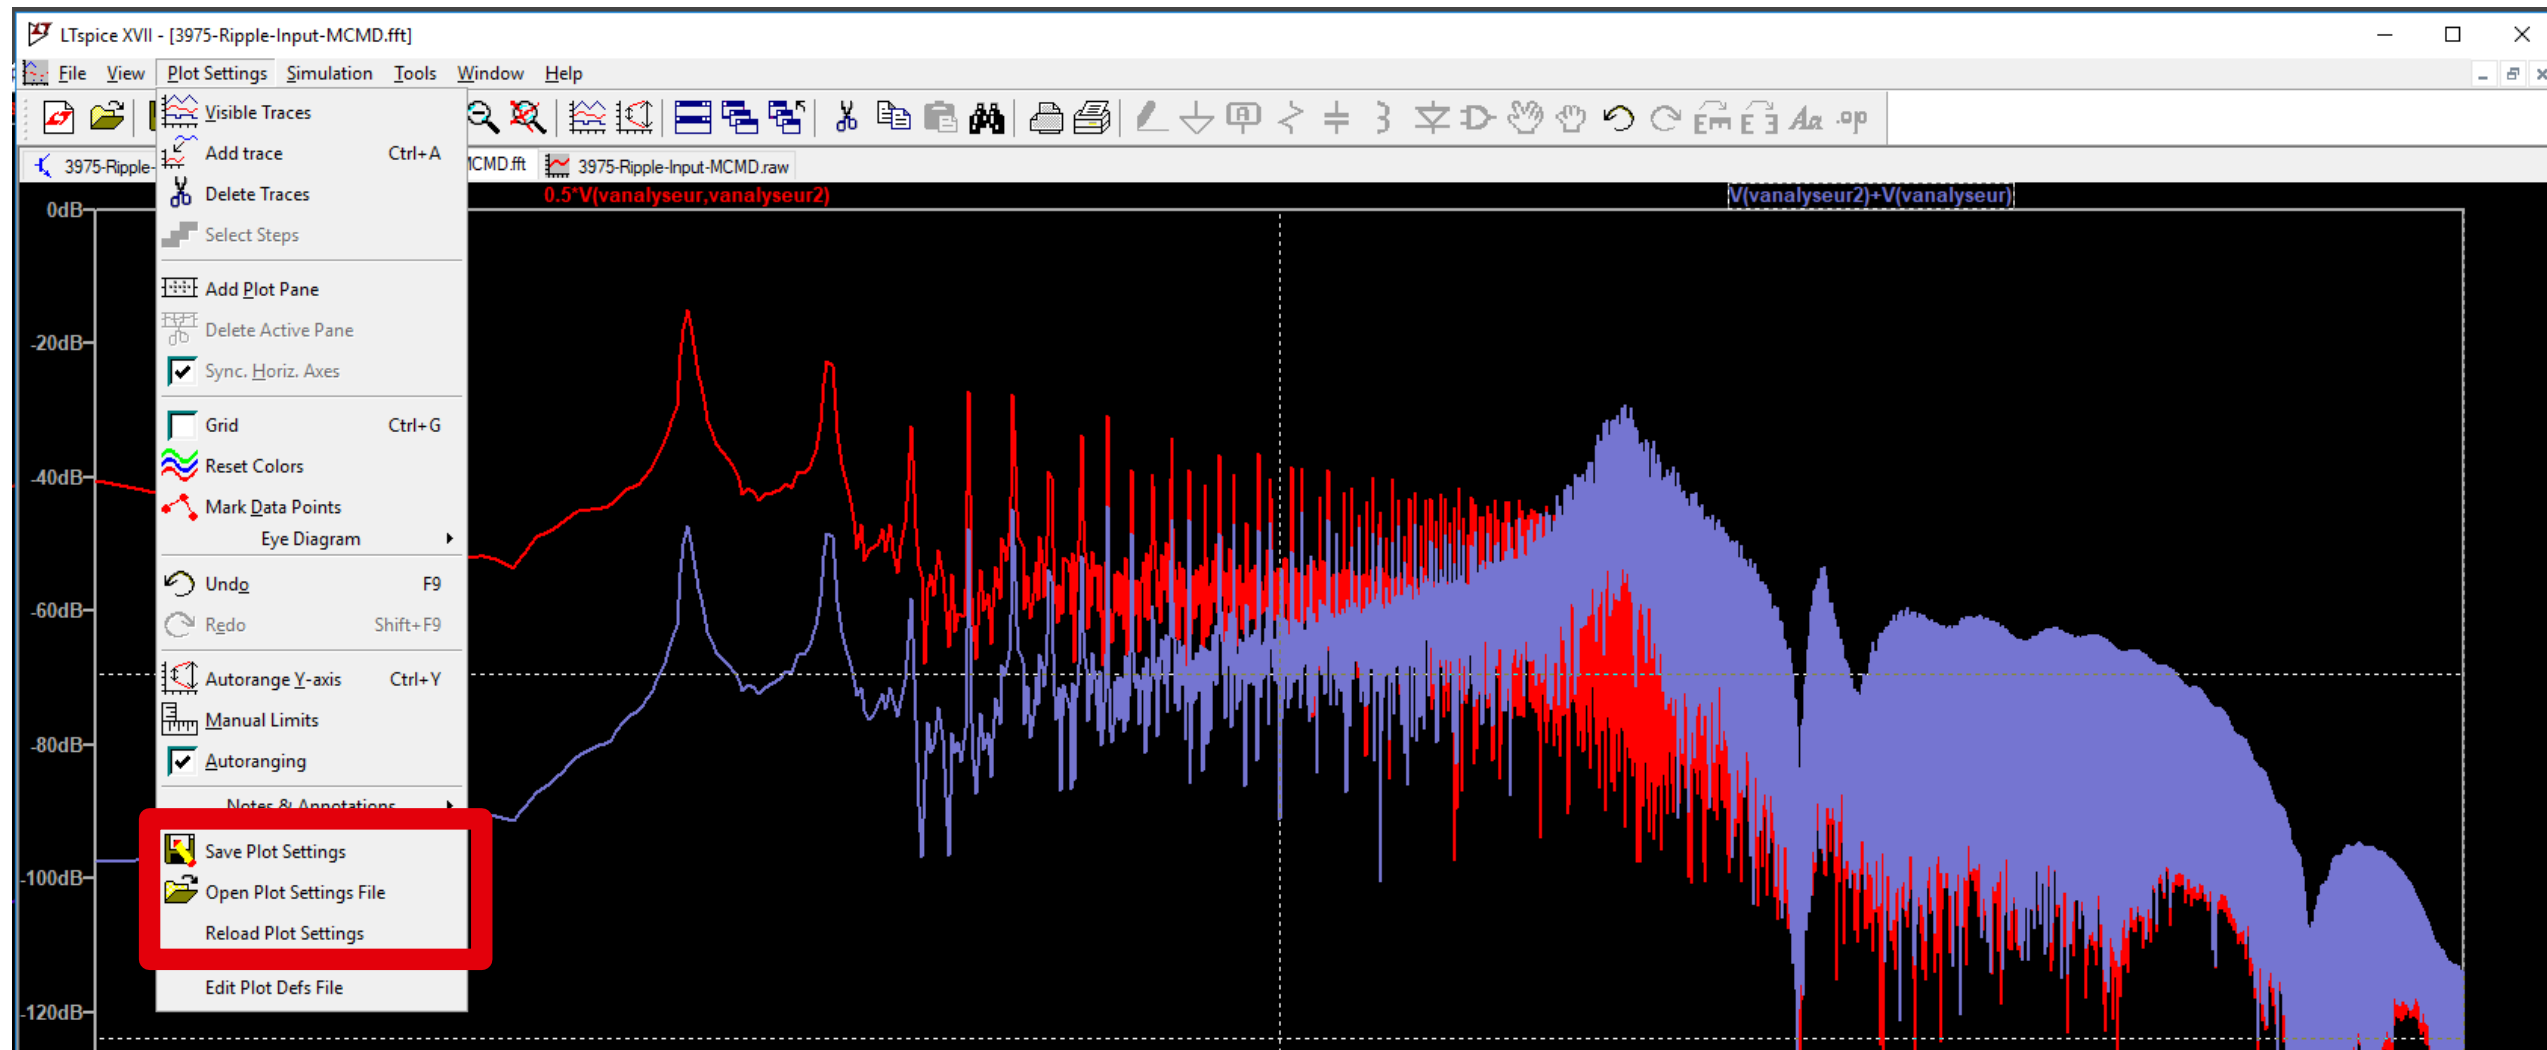 LTspice XVII - [3975-Ripple-Input-MCMD.fft]
File View Plot Settings Simulation Tools Window Help
.op
3975-Ripple- MCMD.fft 3975-Ripple-Input-MCMD.raw
Visible Traces
Add trace Ctrl+A
Delete Traces
Select Steps
Add Plot Pane
Delete Active Pane
Sync. Horiz. Axes
Grid Ctrl+G
Reset Colors
Mark Data Points
Eye Diagram
Undo F9
Redo Shift+F9
Autorange Y-axis Ctrl+Y
Manual Limits
Autoranging
Notes & Annotations
Save Plot Settings
Open Plot Settings File
Reload Plot Settings
Edit Plot Defs File
0.5*V(vanalyseur,vanalyseur2) V(vanalyseur2)+V(vanalyseur)
0dB
-20dB
-40dB
-60dB
-80dB
-100dB
-120dB